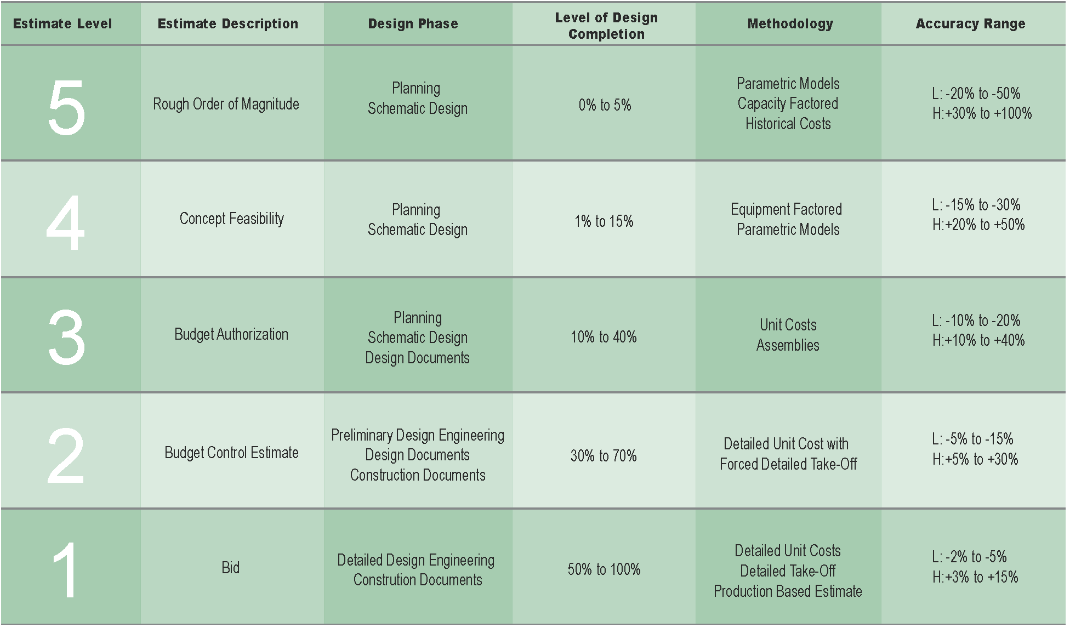 Estimate Level
Estimate Description
Design Phase
Level of Design
Completion
Methodology
Accuracy Range
5
Rough Order of Magnitude
Planning
Schematic Design
0% to 5%
Parametric Models
Capacity Factored
Historical Costs
L: -20% to -50%
H:+30% to +100%
4
Concept Feasibility
Planning
Schematic Design
1% to 15%
Equipment Factored
Parametric Models
L: -15% to -30%
H:+20% to +50%
3
Budget Authorization
Planning
Schematic Design
Design Documents
10% to 40%
Unit Costs
Assemblies
L: -10% to -20%
H:+10% to +40%
2
Budget Control Estimate
Preliminary Design Engineering
Design Documents
Construction Documents
30% to 70%
Detailed Unit Cost with
Forced Detailed Take-Off
L: -5% to -15%
H:+5% to +30%
1
Bid
Detailed Design Engineering
Constrution Documents
50% to 100%
Detailed Unit Costs
Detailed Take-Off
Production Based Estimate
L: -2% to -5%
H:+3% to +15%